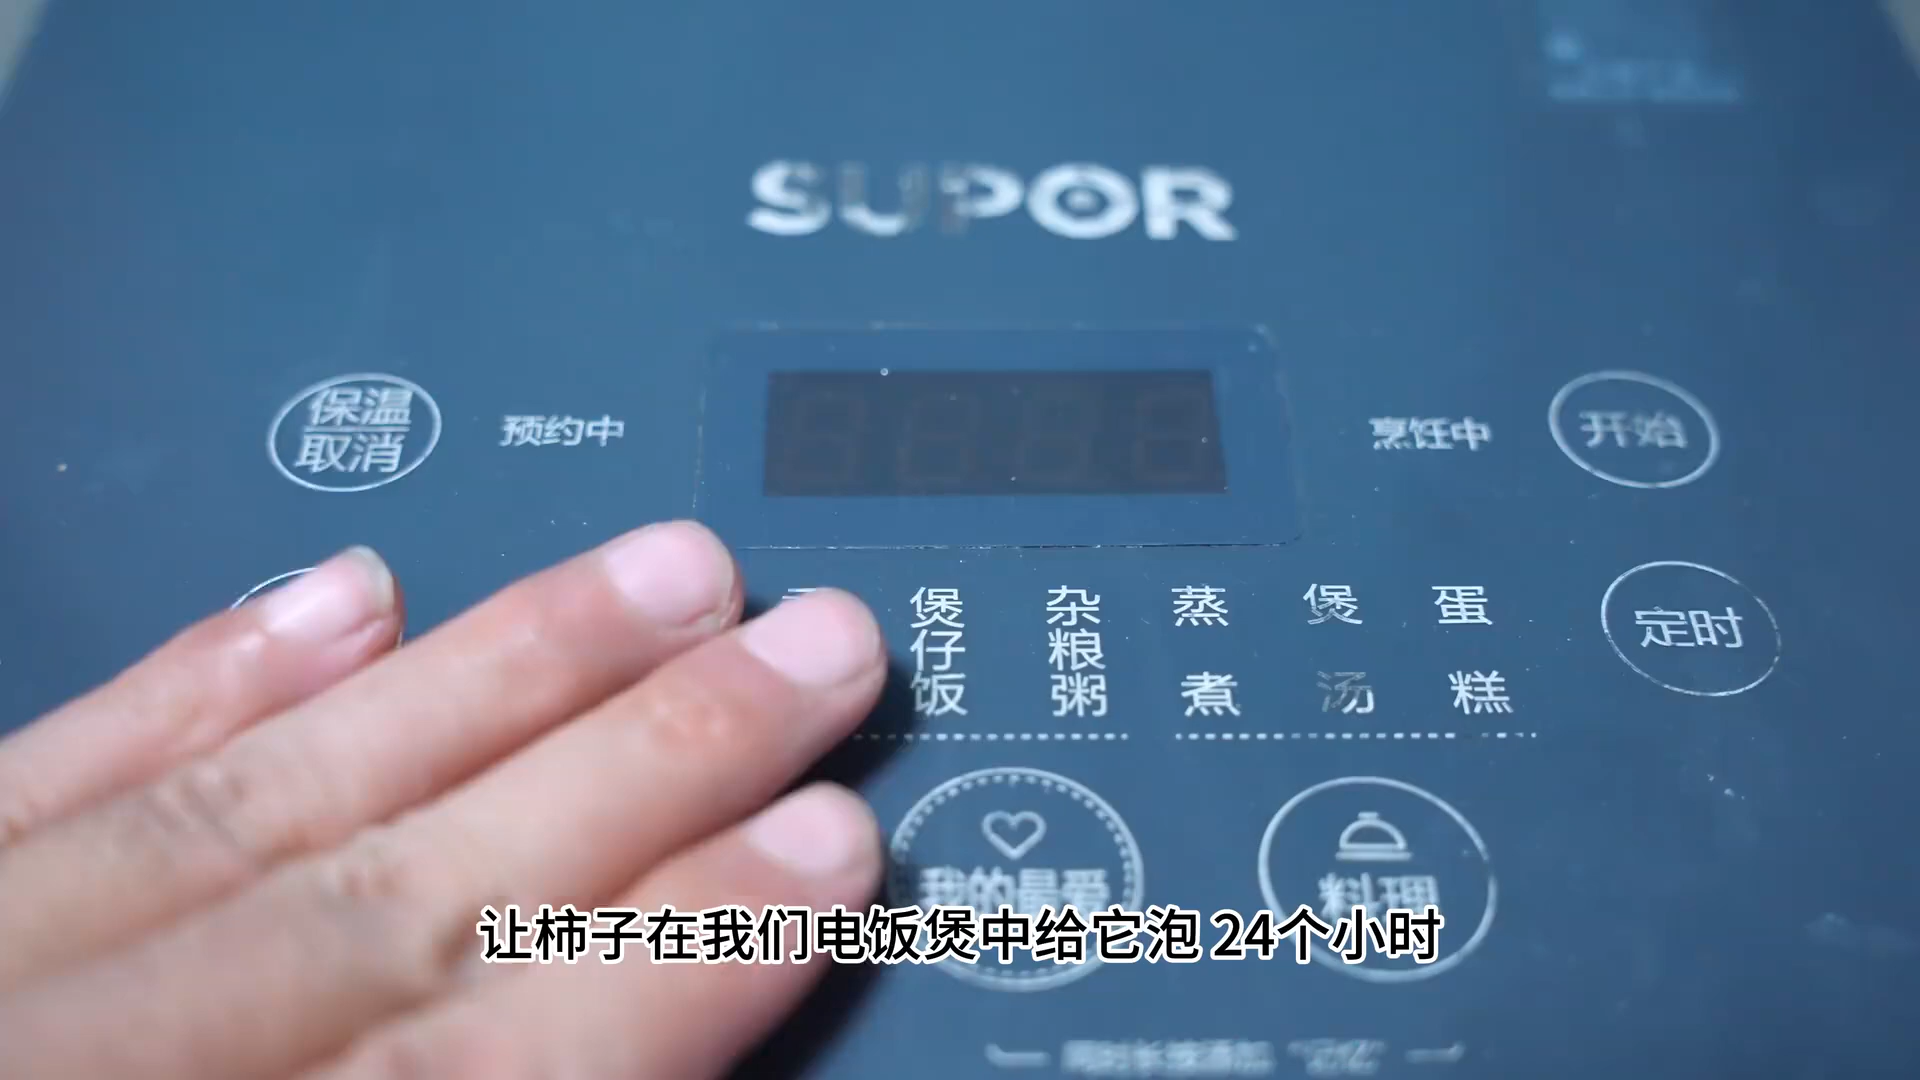 SUPOR
保温
取消
预约中
烹饪中
开始
煲仔饭
杂粮粥
蒸煮
煲汤
蛋糕
定时
我的最爱
料理
让柿子在我们电饭煲中给它泡 24个小时